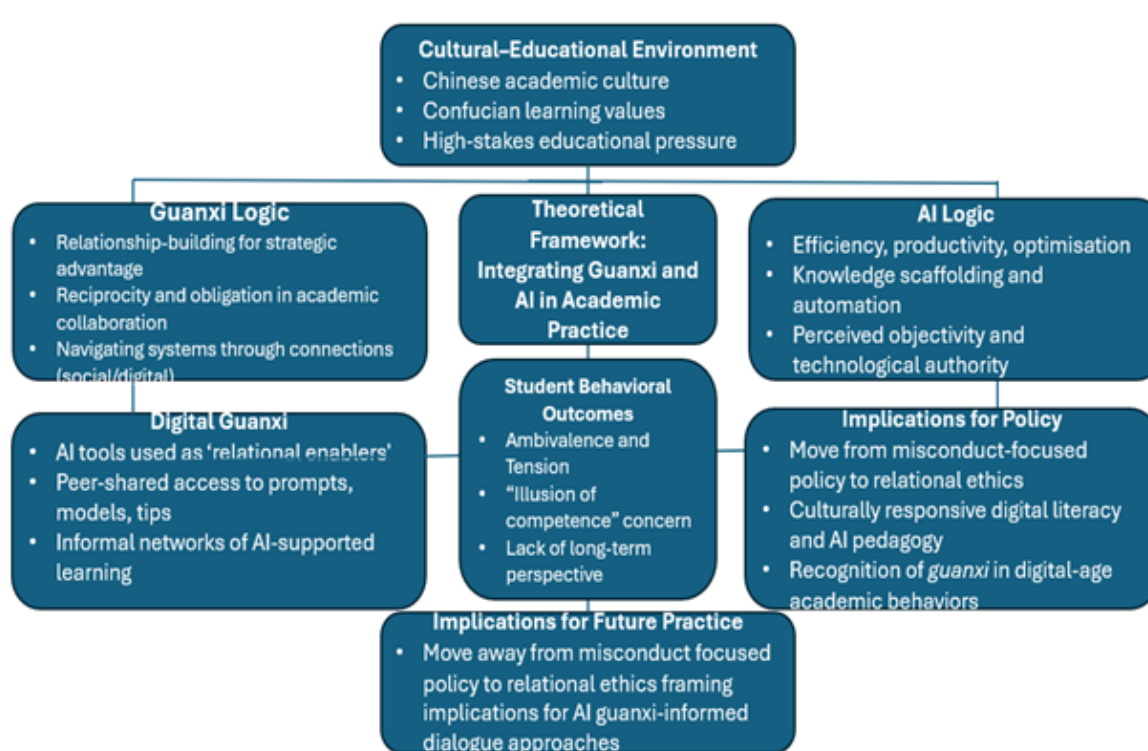 Cultural–Educational Environment
• Chinese academic culture
• Confucian learning values
• High-stakes educational pressure
Guanxi Logic
• Relationship-building for strategic
advantage
• Reciprocity and obligation in academic
collaboration
• Navigating systems through connections
(social/digital)
Theoretical
Framework:
Integrating Guanxi and
AI in Academic
Practice
AI Logic
• Efficiency, productivity, optimisation
• Knowledge scaffolding and
automation
• Perceived objectivity and
technological authority
Digital Guanxi
• AI tools used as ‘relational enablers’
• Peer-shared access to prompts,
models, tips
• Informal networks of AI-supported
learning
Student Behavioral
Outcomes
• Ambivalence and
Tension
• “Illusion of
competence” concern
• Lack of long-term
perspective
Implications for Policy
• Move from misconduct-focused
policy to relational ethics
• Culturally responsive digital literacy
and AI pedagogy
• Recognition of guanxi in digital-age
academic behaviors
Implications for Future Practice
• Move away from misconduct focused
policy to relational ethics framing
implications for AI guanxi-informed
dialogue approaches